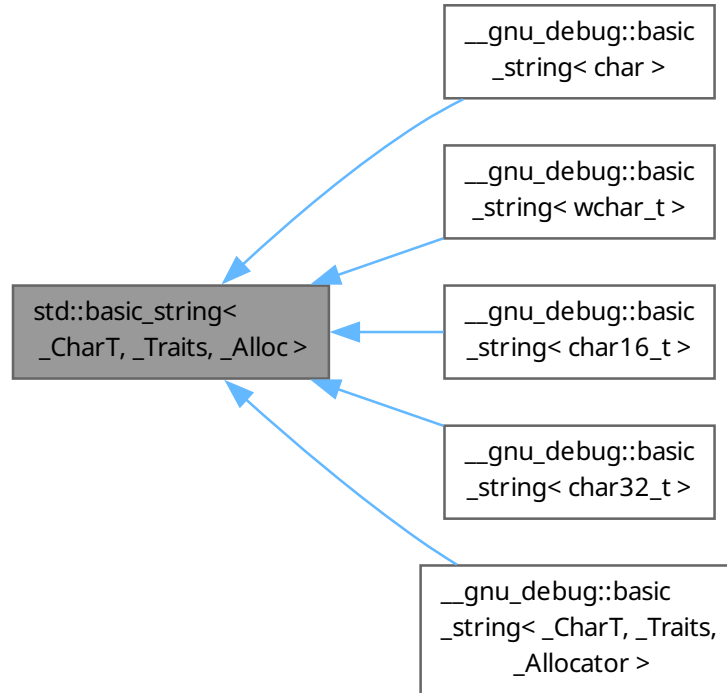 __gnu_debug::basic
_string< char >
__gnu_debug::basic
_string< wchar_t >
std::basic_string<
_CharT, _Traits, _Alloc >
__gnu_debug::basic
_string< char16_t >
__gnu_debug::basic
_string< char32_t >
__gnu_debug::basic
_string< _CharT, _Traits,
_Allocator >